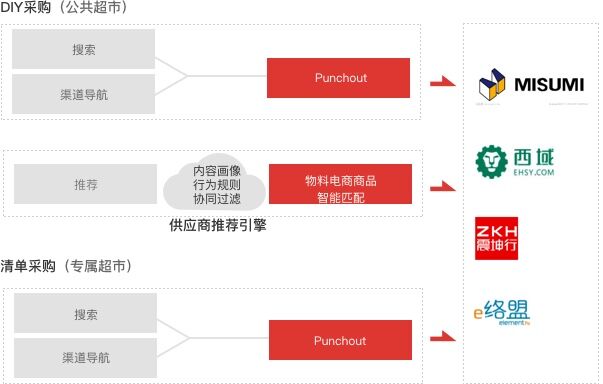 DIY采购（公共超市）
搜索
渠道导航
Punchout
MISUMI
推荐
内容画像
行为规则
协同过滤
物料电商商品
智能匹配
供应商推荐引擎
西域
EHSY.COM
ZKH
震坤行
清单采购（专属超市）
搜索
渠道导航
Punchout
e络盟
element14